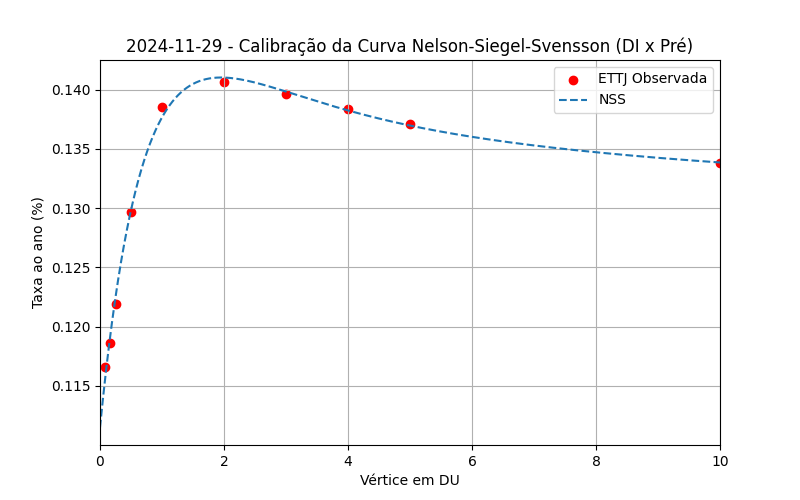 2024-11-29 - Calibração da Curva Nelson-Siegel-Svensson (DI x Pré)
ETTJ Observada
NSS
Taxa ao ano (%)
0.140
0.135
0.130
0.125
0.120
0.115
0 2 4 6 8 10
Vértice em DU